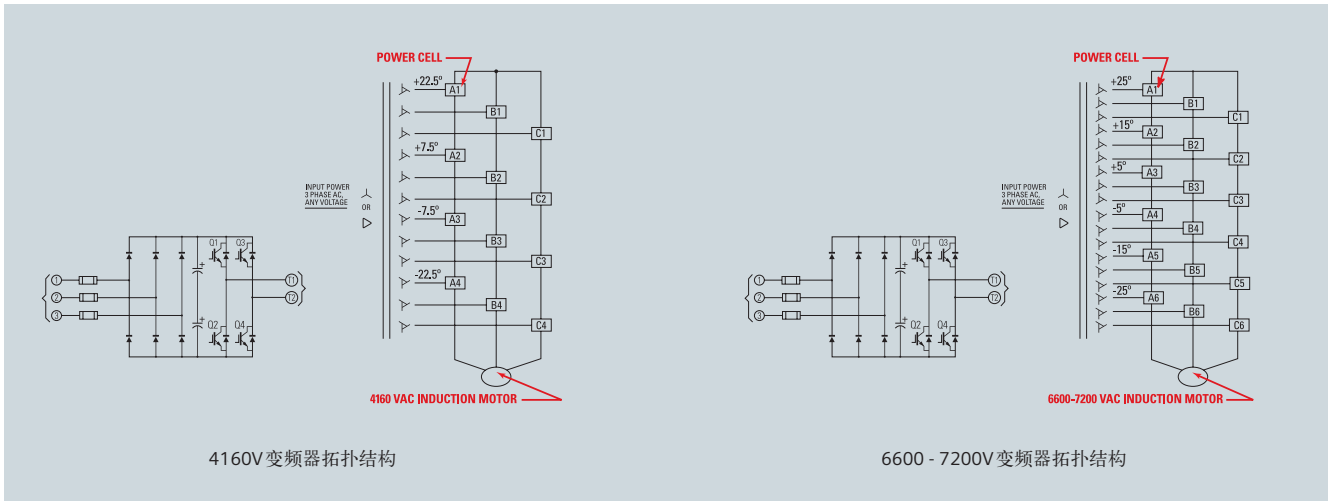 POWER CELL
+22.5°
A1
B1
C1
+7.5°
A2
B2
C2
-7.5°
A3
B3
C3
-22.5°
A4
B4
C4
INPUT POWER
3 PHASE AC,
ANY VOLTAGE
OR
Q1 Q3
1
2
3
T1
T2
Q2 Q4
+
+
4160 VAC INDUCTION MOTOR
4160V变频器拓扑结构
POWER CELL
+25°
A1
B1
C1
+15°
A2
B2
C2
+5°
A3
B3
C3
-5°
A4
B4
C4
-15°
A5
B5
C5
-25°
A6
B6
C6
INPUT POWER
3 PHASE AC,
ANY VOLTAGE
OR
Q1 Q3
1
2
3
T1
T2
Q2 Q4
+
+
6600-7200 VAC INDUCTION MOTOR
6600 - 7200V变频器拓扑结构